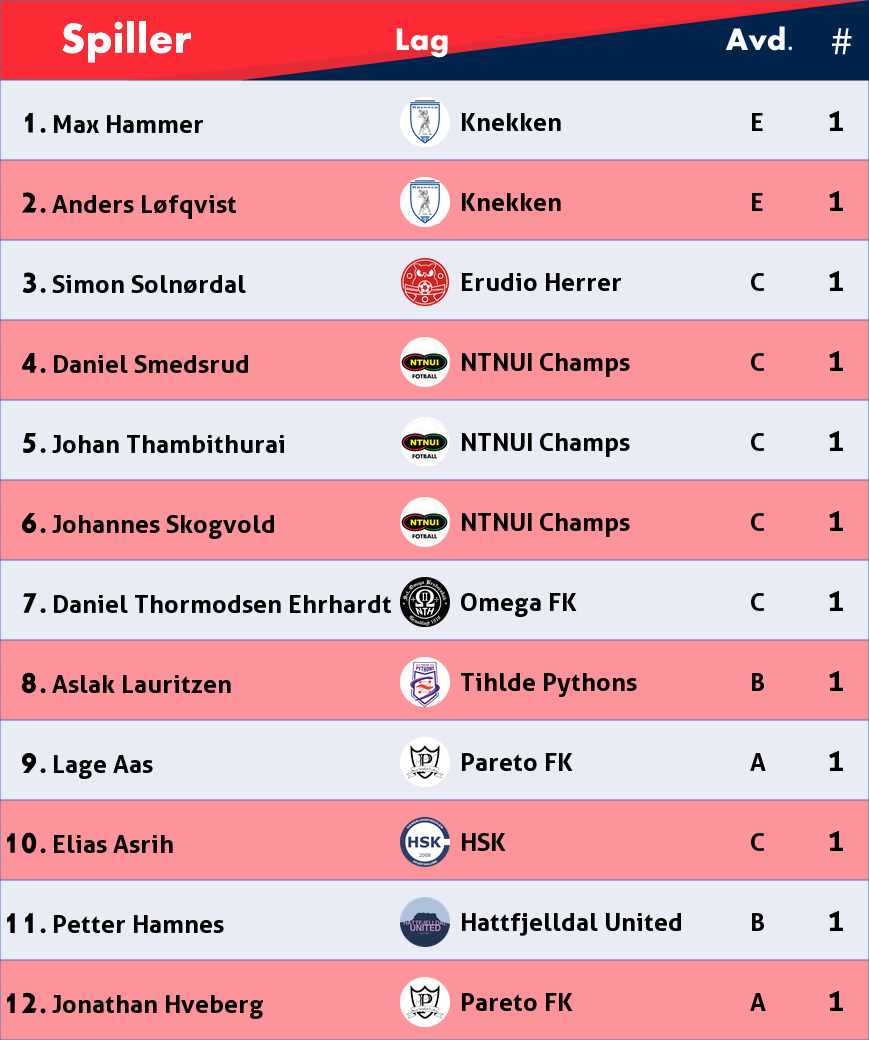 Spiller Lag Avd. #
1. Max Hammer Knekken E 1
2. Anders Løfqvist Knekken E 1
3. Simon Solnørdal Erudio Herrer C 1
4. Daniel Smedsrud NTNUI FOTBALL NTNUI Champs C 1
5. Johan Thambithurai NTNUI FOTBALL NTNUI Champs C 1
6. Johannes Skogvold NTNUI FOTBALL NTNUI Champs C 1
7. Daniel Thormodsen Ehrhardt Ω II NTH Omega FK C 1
8. Aslak Lauritzen PYTHONS Tihlde Pythons B 1
9. Lage Aas P Pareto FK A 1
10. Elias Asrih HSK 2008 HSK C 1
11. Petter Hamnes HATTFJELLDAL UNITED Hattfjelldal United B 1
12. Jonathan Hveberg P Pareto FK A 1